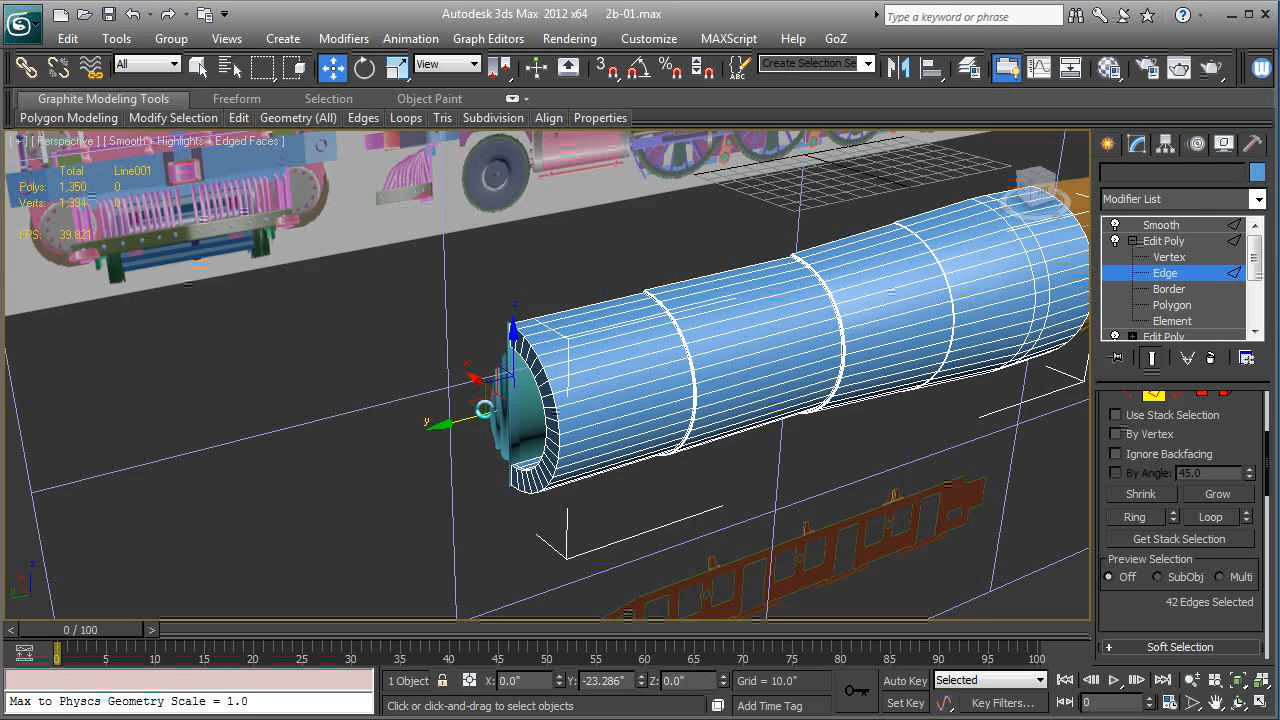 Autodesk 3ds Max 2012 x64 2b-01.max
Type a keyword or phrase
Edit Tools Group Views Create Modifiers Animation Graph Editors Rendering Customize MAXScript Help GoZ
All View 3 Create Selection Se
Graphite Modeling Tools Freeform Selection Object Paint
Polygon Modeling Modify Selection Edit Geometry (All) Edges Loops Tris Subdivision Align Properties
[ + ] [ Perspective ] [ Smooth + Highlights + Edged Faces ]
Total Line001
Polys: 1,350 0
Verts: 1,394 0
FPS: 39.821
z
x
y
z
x
y
Modifier List
Smooth
Edit Poly
Vertex
Edge
Border
Polygon
Element
Edit Poly
Use Stack Selection
By Vertex
Ignore Backfacing
By Angle: 45.0
Shrink Grow
Ring Loop
Get Stack Selection
Preview Selection
Off SubObj Multi
42 Edges Selected
+ Soft Selection
< 0 / 100 >
0 5 10 15 20 25 30 35 40 45 50 55 60 65 70 75 80 85 90 95 100
1 Object X: 0.0" Y: -23.286" Z: 0.0" Grid = 10.0" Auto Key Selected
Max to Physcs Geometry Scale = 1.0
Click or click-and-drag to select objects Add Time Tag Set Key Key Filters... 0